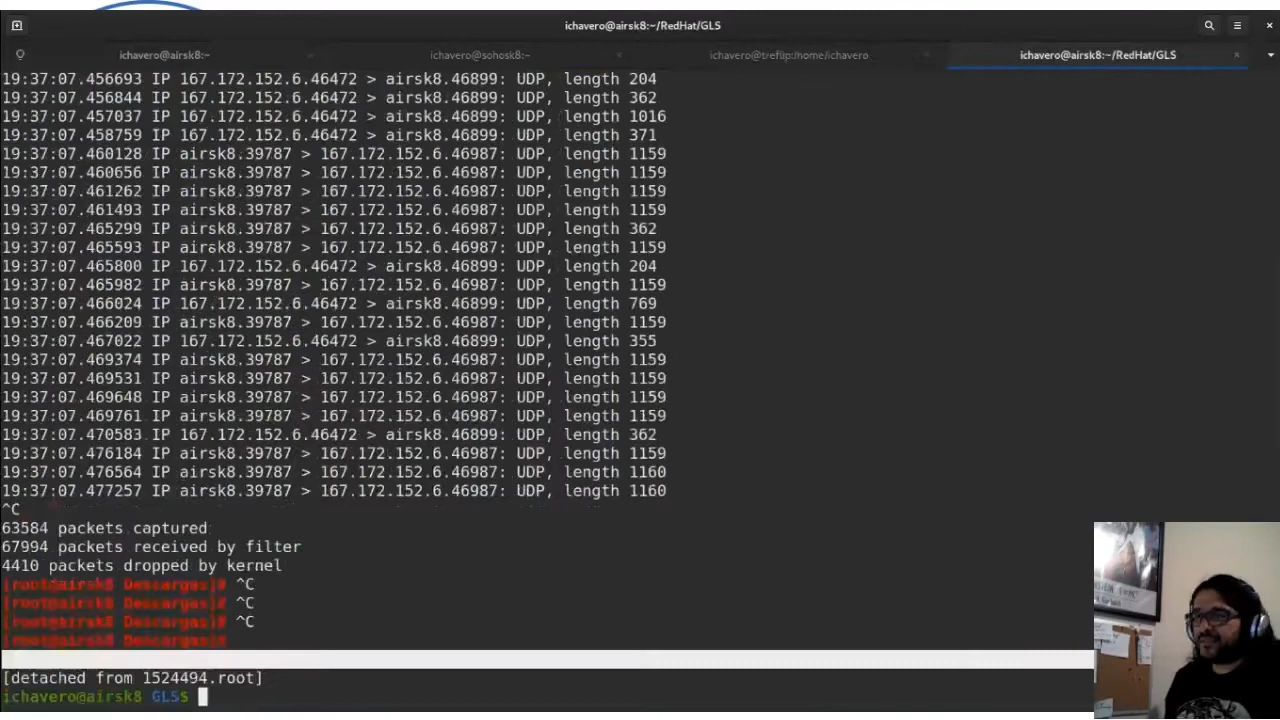 ichavero@airsk8:~/RedHat/GLS
ichavero@airsk8:~ ichavero@sohosk8:~ ichavero@treflip:/home/ichavero ichavero@airsk8:~/RedHat/GLS
19:37:07.456693 IP 167.172.152.6.46472 > airsk8.46899: UDP, length 204
19:37:07.456844 IP 167.172.152.6.46472 > airsk8.46899: UDP, length 362
19:37:07.457037 IP 167.172.152.6.46472 > airsk8.46899: UDP, length 1016
19:37:07.458759 IP 167.172.152.6.46472 > airsk8.46899: UDP, length 371
19:37:07.460128 IP airsk8.39787 > 167.172.152.6.46987: UDP, length 1159
19:37:07.460656 IP airsk8.39787 > 167.172.152.6.46987: UDP, length 1159
19:37:07.461262 IP airsk8.39787 > 167.172.152.6.46987: UDP, length 1159
19:37:07.461493 IP airsk8.39787 > 167.172.152.6.46987: UDP, length 1159
19:37:07.465299 IP airsk8.39787 > 167.172.152.6.46987: UDP, length 362
19:37:07.465593 IP airsk8.39787 > 167.172.152.6.46987: UDP, length 1159
19:37:07.465800 IP 167.172.152.6.46472 > airsk8.46899: UDP, length 204
19:37:07.465982 IP airsk8.39787 > 167.172.152.6.46987: UDP, length 1159
19:37:07.466024 IP 167.172.152.6.46472 > airsk8.46899: UDP, length 769
19:37:07.466209 IP airsk8.39787 > 167.172.152.6.46987: UDP, length 1159
19:37:07.467022 IP 167.172.152.6.46472 > airsk8.46899: UDP, length 355
19:37:07.469374 IP airsk8.39787 > 167.172.152.6.46987: UDP, length 1159
19:37:07.469531 IP airsk8.39787 > 167.172.152.6.46987: UDP, length 1159
19:37:07.469648 IP airsk8.39787 > 167.172.152.6.46987: UDP, length 1159
19:37:07.469761 IP airsk8.39787 > 167.172.152.6.46987: UDP, length 1159
19:37:07.470583 IP 167.172.152.6.46472 > airsk8.46899: UDP, length 362
19:37:07.476184 IP airsk8.39787 > 167.172.152.6.46987: UDP, length 1159
19:37:07.476564 IP airsk8.39787 > 167.172.152.6.46987: UDP, length 1160
19:37:07.477257 IP airsk8.39787 > 167.172.152.6.46987: UDP, length 1160
^C
63584 packets captured
67994 packets received by filter
4410 packets dropped by kernel
[root@airsk8 Descargas]# ^C
[root@airsk8 Descargas]# ^C
[root@airsk8 Descargas]# ^C
[root@airsk8 Descargas]#
[detached from 1524494.root]
ichavero@airsk8 GLS$